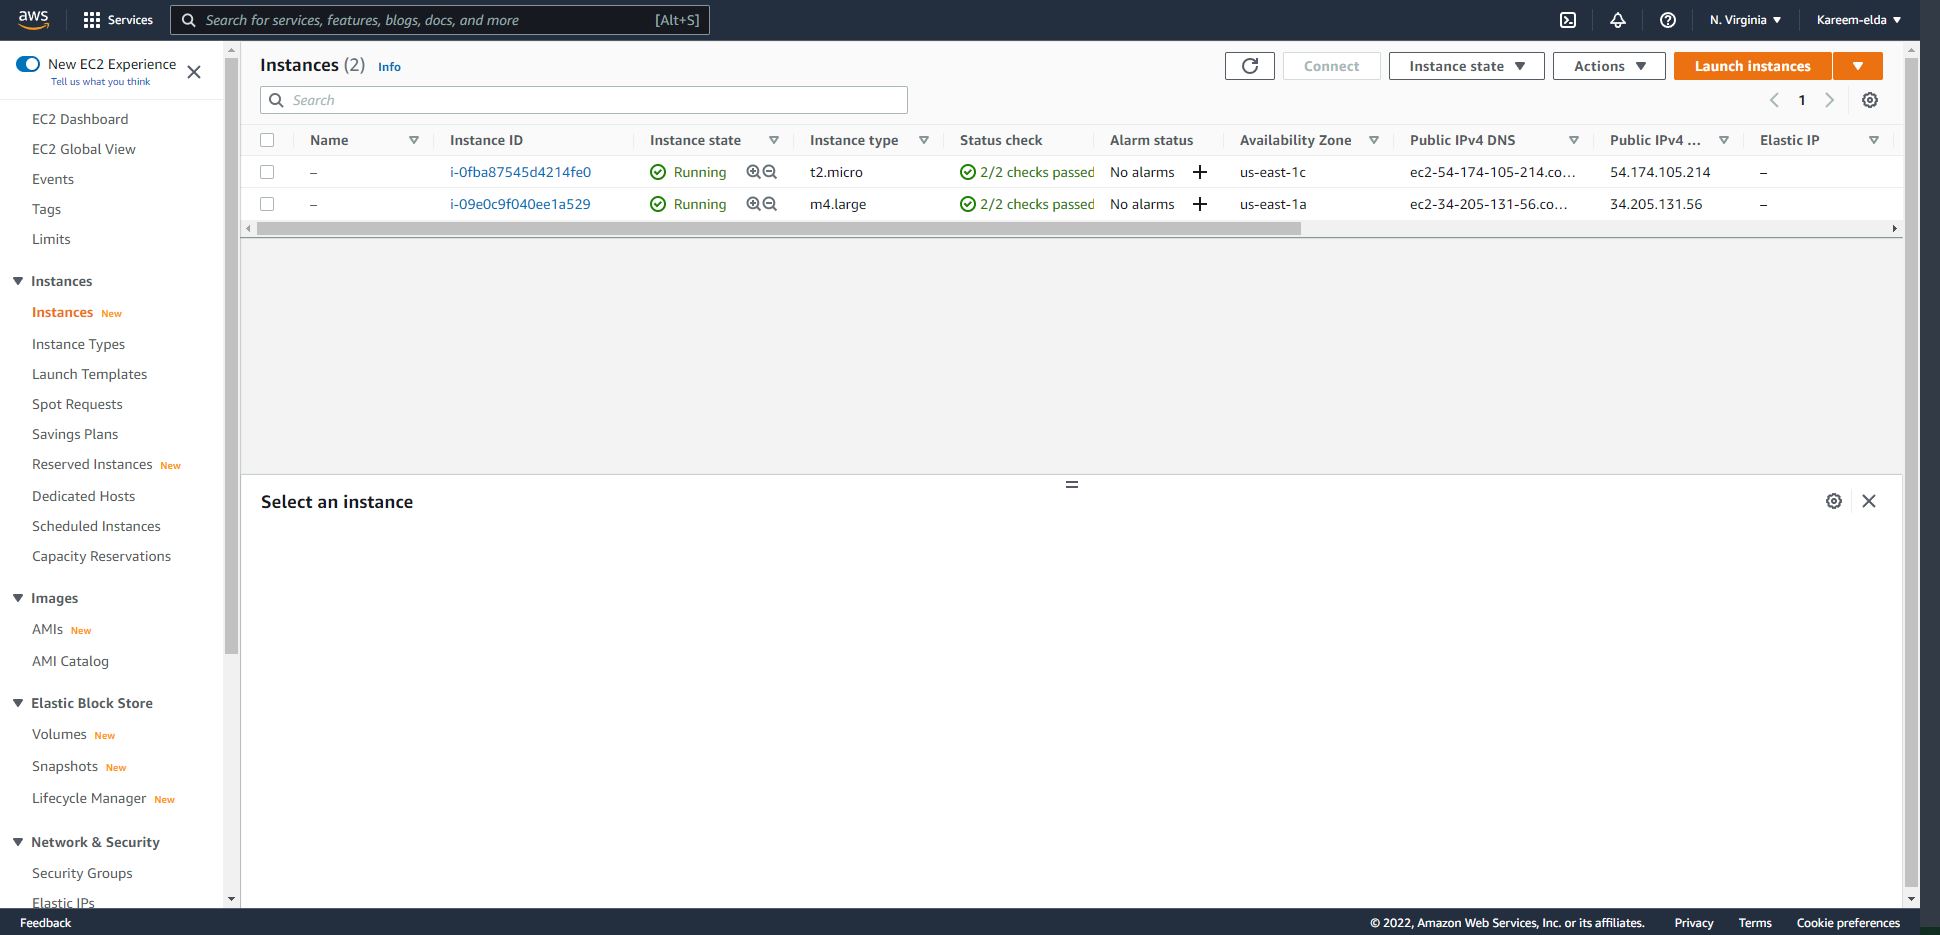 aws Services Search for services, features, blogs, docs, and more [Alt+S] N. Virginia Kareem-elda
New EC2 Experience
Tell us what you think
EC2 Dashboard
EC2 Global View
Events
Tags
Limits
Instances
Instances New
Instance Types
Launch Templates
Spot Requests
Savings Plans
Reserved Instances New
Dedicated Hosts
Scheduled Instances
Capacity Reservations
Images
AMIs New
AMI Catalog
Elastic Block Store
Volumes New
Snapshots New
Lifecycle Manager New
Network & Security
Security Groups
Elastic IPs
Instances (2) Info Connect Instance state Actions Launch instances
Search 1
Name Instance ID Instance state Instance type Status check Alarm status Availability Zone Public IPv4 DNS Public IPv4 ... Elastic IP
– i-0fba87545d4214fe0 Running t2.micro 2/2 checks passed No alarms + us-east-1c ec2-54-174-105-214.co... 54.174.105.214 –
– i-09e0c9f040ee1a529 Running m4.large 2/2 checks passed No alarms + us-east-1a ec2-34-205-131-56.co... 34.205.131.56 –
Select an instance
Feedback © 2022, Amazon Web Services, Inc. or its affiliates. Privacy Terms Cookie preferences